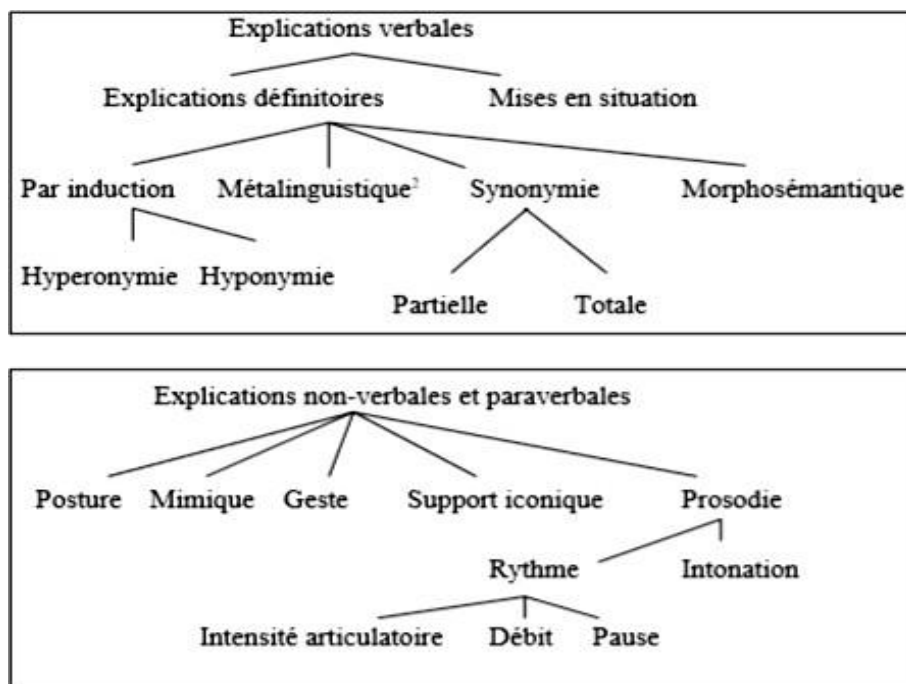 Explications verbales
Explications définitoires Mises en situation
Par induction Métalinguistique² Synonymie Morphosémantique
Hyperonymie Hyponymie
Partielle Totale
Explications non-verbales et paraverbales
Posture Mimique Geste Support iconique Prosodie
Rythme Intonation
Intensité articulatoire Débit Pause